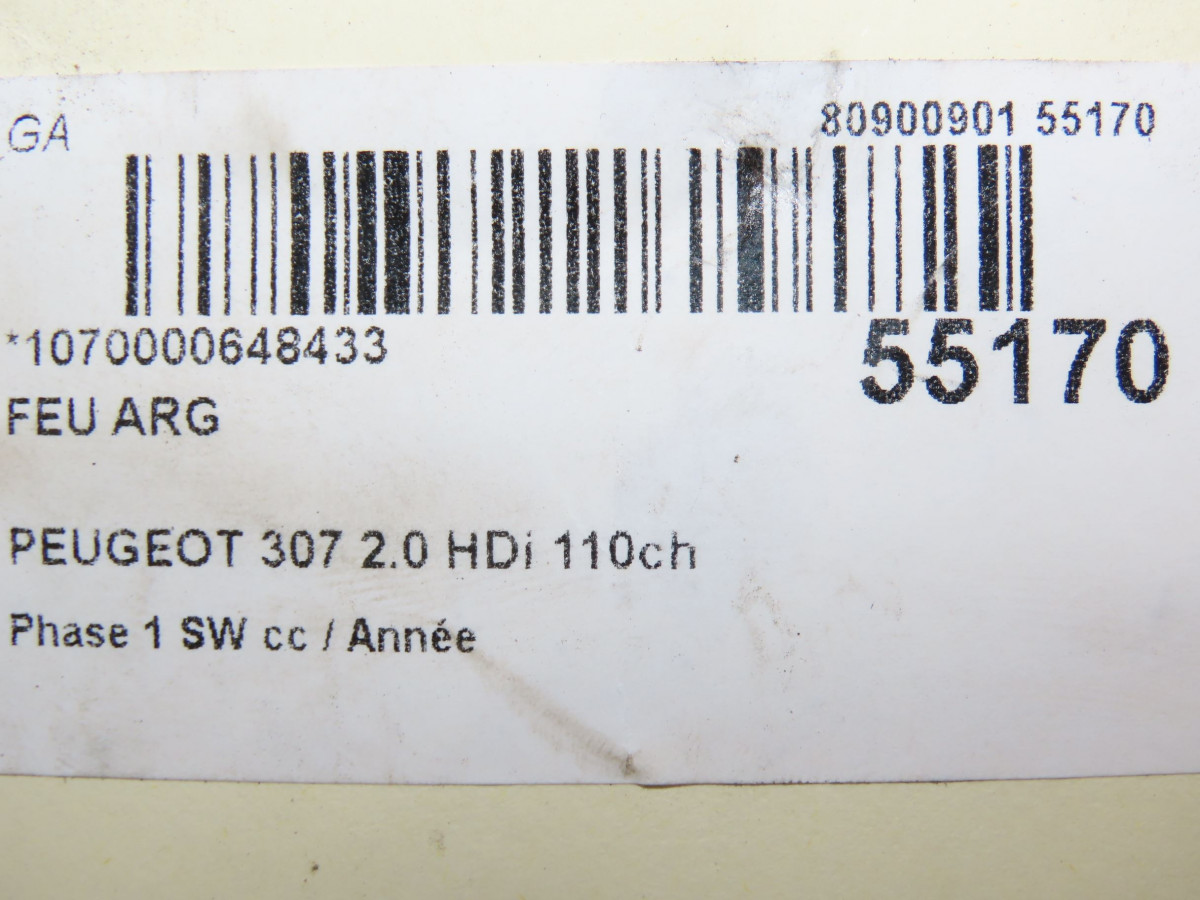 GA
80900901 55170
*1070000648433
55170
FEU ARG
PEUGEOT 307 2.0 HDi 110ch
Phase 1 SW cc / Année